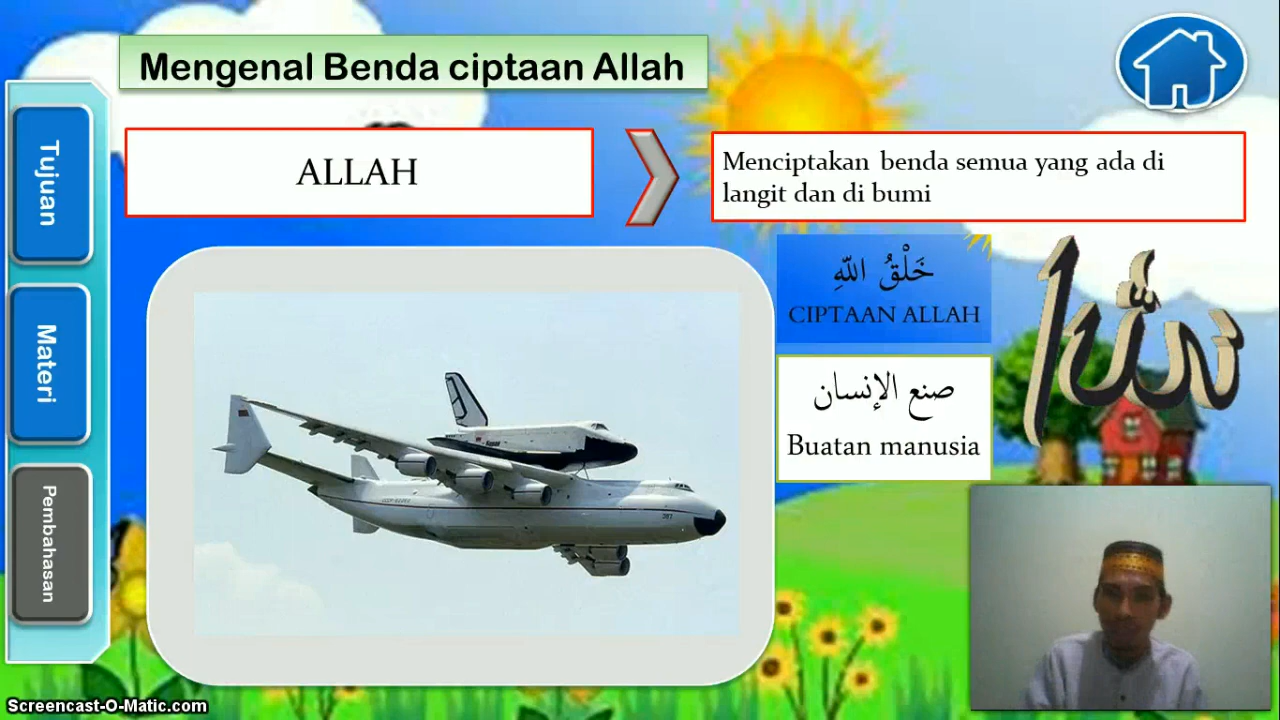 Mengenal Benda ciptaan Allah
Tujuan
Materi
Pembahasan
ALLAH
Menciptakan benda semua yang ada di
langit dan di bumi
خَلْقُ اللّٰهِ
CIPTAAN ALLAH
صنع الإنسان
Buatan manusia
الله
Screencast-O-Matic.com